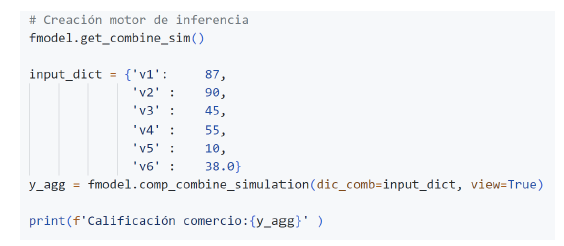 # Creación motor de inferencia
fmodel.get_combine_sim()
input_dict = {'v1':     87,
'v2' :    90,
'v3' :    45,
'v4' :    55,
'v5' :    10,
'v6' :    38.0}
y_agg = fmodel.comp_combine_simulation(dic_comb=input_dict, view=True)
print(f'Calificación comercio:{y_agg}' )